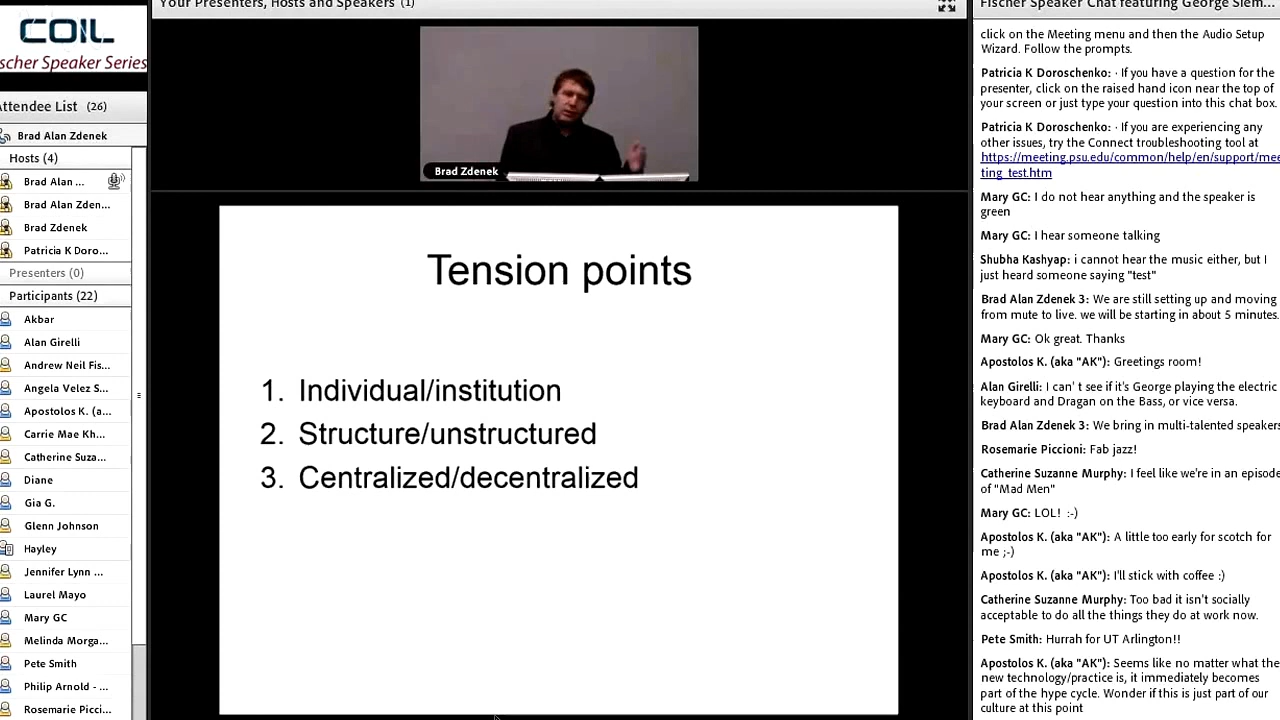 COIL
scher Speaker Series
Attendee List (26)
Brad Alan Zdenek
Hosts (4)
Brad Alan ...
Brad Alan Zden...
Brad Zdenek
Patricia K Doro...
Presenters (0)
Participants (22)
Akbar
Alan Girelli
Andrew Neil Fis...
Angela Velez S...
Apostolos K. (a...
Carrie Mae Kh...
Catherine Suza...
Diane
Gia G.
Glenn Johnson
Hayley
Jennifer Lynn ...
Laurel Mayo
Mary GC
Melinda Morga...
Pete Smith
Philip Arnold - ...
Rosemarie Picci...
Your Presenters, Hosts and Speakers (1)
Brad Zdenek
Tension points
1. Individual/institution
2. Structure/unstructured
3. Centralized/decentralized
Fischer Speaker Chat featuring George Siem...
click on the Meeting menu and then the Audio Setup
Wizard. Follow the prompts.
Patricia K Doroschenko: · If you have a question for the
presenter, click on the raised hand icon near the top of
your screen or just type your question into this chat box.
Patricia K Doroschenko: · If you are experiencing any
other issues, try the Connect troubleshooting tool at
https://meeting.psu.edu/common/help/en/support/mee
ting_test.htm
Mary GC: I do not hear anything and the speaker is
green
Mary GC: I hear someone talking
Shubha Kashyap: i cannot hear the music either, but I
just heard someone saying "test"
Brad Alan Zdenek 3: We are still setting up and moving
from mute to live. we will be starting in about 5 minutes.
Mary GC: Ok great. Thanks
Apostolos K. (aka "AK"): Greetings room!
Alan Girelli: I can' t see if it's George playing the electric
keyboard and Dragan on the Bass, or vice versa.
Brad Alan Zdenek 3: We bring in multi-talented speakers
Rosemarie Piccioni: Fab jazz!
Catherine Suzanne Murphy: I feel like we're in an episode
of "Mad Men"
Mary GC: LOL! :-)
Apostolos K. (aka "AK"): A little too early for scotch for
me ;-)
Apostolos K. (aka "AK"): I'll stick with coffee :)
Catherine Suzanne Murphy: Too bad it isn't socially
acceptable to do all the things they do at work now.
Pete Smith: Hurrah for UT Arlington!!
Apostolos K. (aka "AK"): Seems like no matter what the
new technology/practice is, it immediately becomes
part of the hype cycle. Wonder if this is just part of our
culture at this point